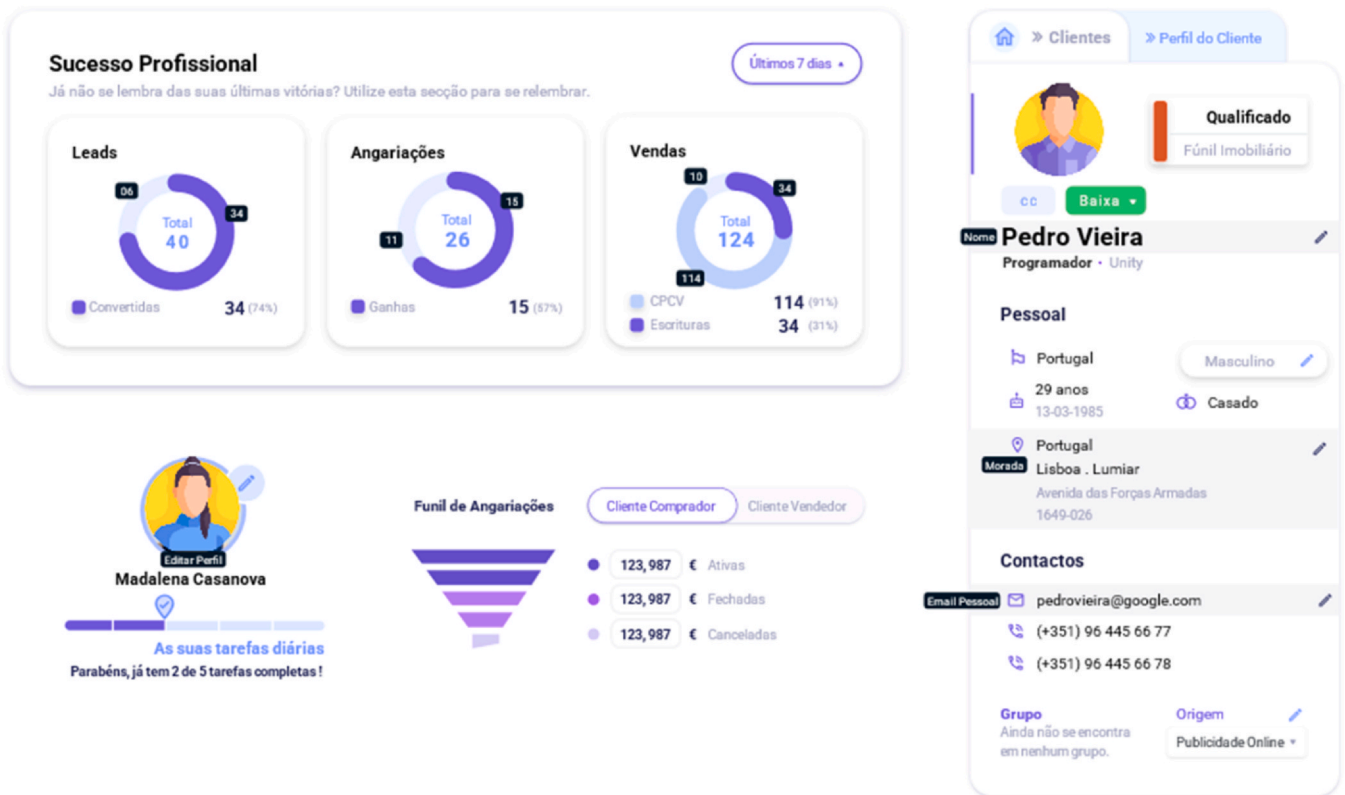 Sucesso Profissional
Últimos 7 dias
Já não se lembra das suas últimas vitórias? Utilize esta secção para se relembrar.
Leads
06
34
Total
40
Convertidas 34 (74%)
Angariações
15
11
Total
26
Ganhas 15 (57%)
Vendas
10
34
Total
124
114
CPCV 114 (91%)
Escrituras 34 (31%)
Editar Perfil
Madalena Casanova
As suas tarefas diárias
Parabéns, já tem 2 de 5 tarefas completas !
Funil de Angariações
Cliente Comprador Cliente Vendedor
123,987 € Ativas
123,987 € Fechadas
123,987 € Canceladas
» Clientes » Perfil do Cliente
Qualificado
Fúnil Imobiliário
cc Baixa
Nome Pedro Vieira
Programador • Unity
Pessoal
Portugal Masculino
29 anos
13-03-1985
Casado
Portugal
Morada Lisboa . Lumiar
Avenida das Forças Armadas
1649-026
Contactos
Email Pessoal pedrovieira@google.com
(+351) 96 445 66 77
(+351) 96 445 66 78
Grupo
Ainda não se encontra
em nenhum grupo.
Origem
Publicidade Online